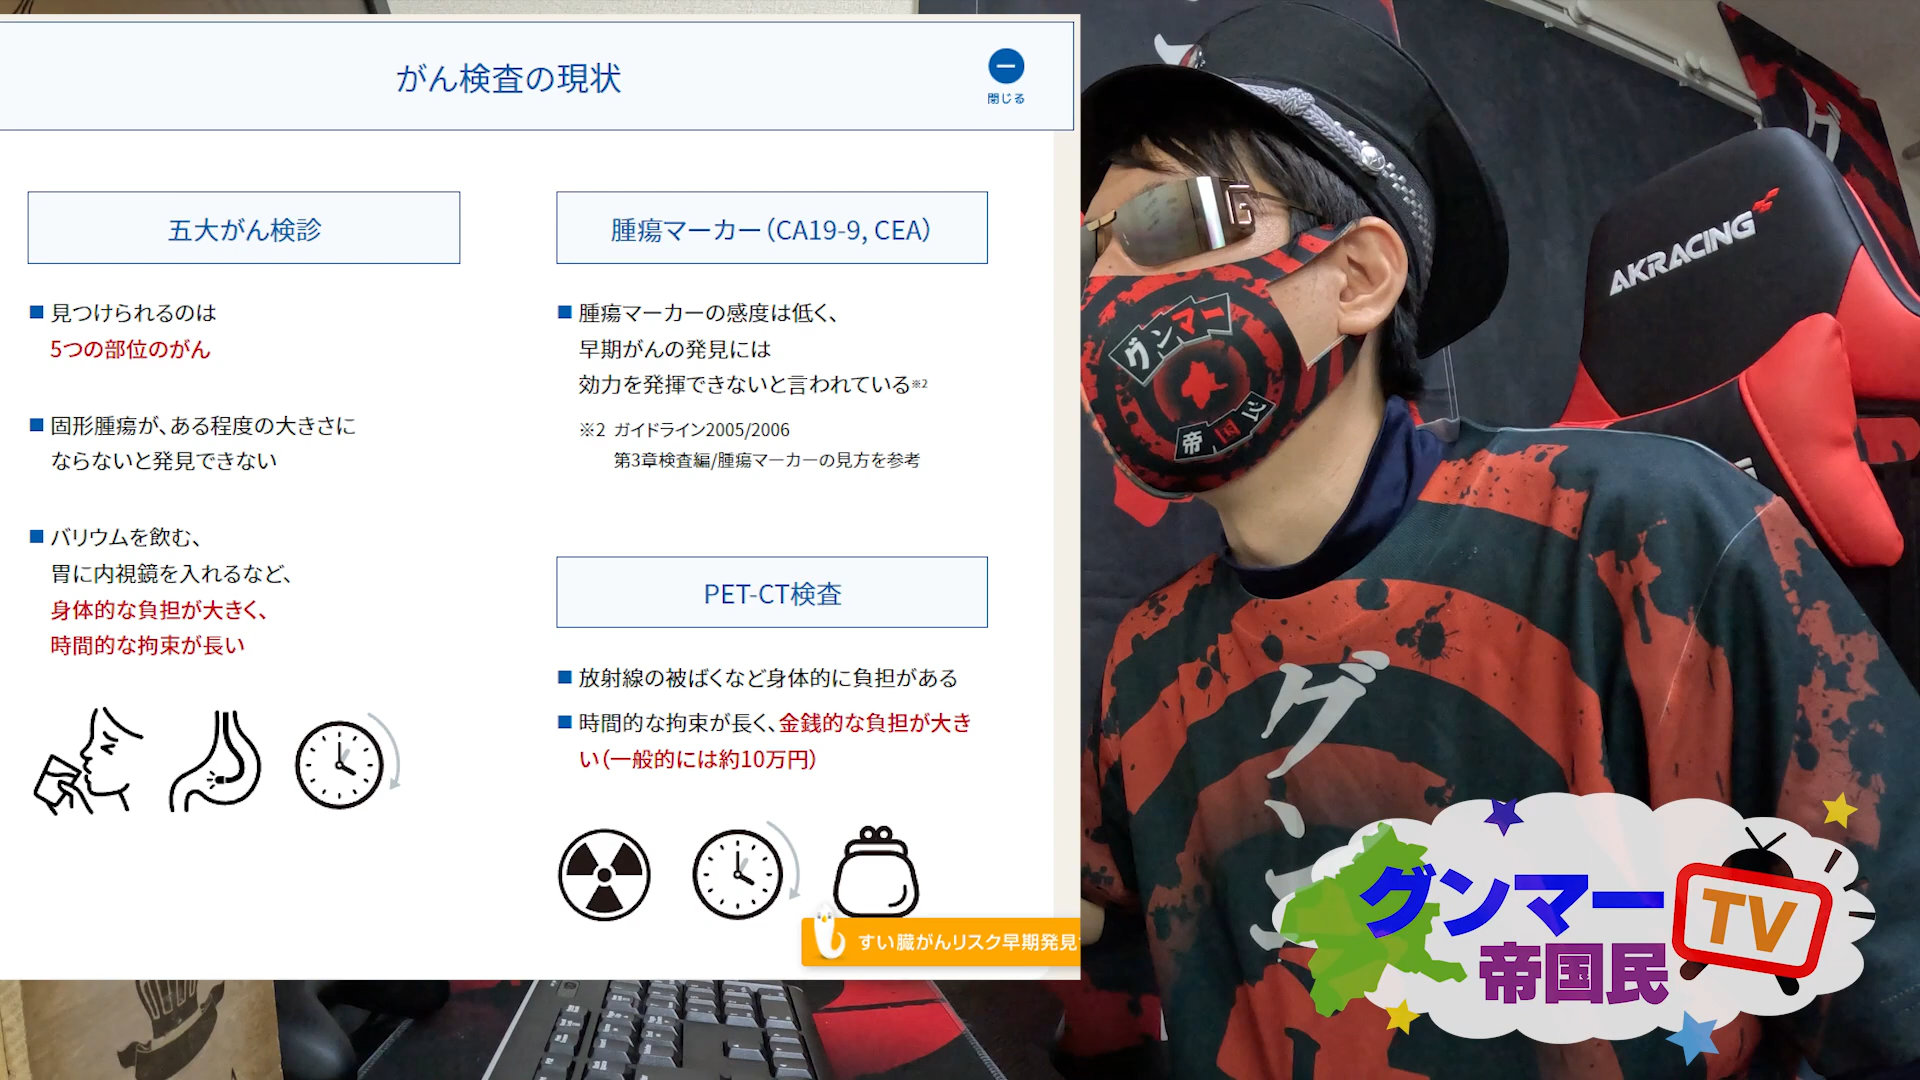 がん検査の現状
閉じる
五大がん検診
■ 見つけられるのは
5つの部位のがん
■ 固形腫瘍が、ある程度の大きさに
ならないと発見できない
■ バリウムを飲む、
胃に内視鏡を入れるなど、
身体的な負担が大きく、
時間的な拘束が長い
腫瘍マーカー（CA19-9, CEA）
■ 腫瘍マーカーの感度は低く、
早期がんの発見には
効力を発揮できないと言われている※2
※2 ガイドライン2005/2006
第3章検査編/腫瘍マーカーの見方を参考
PET-CT検査
■ 放射線の被ばくなど身体的に負担がある
■ 時間的な拘束が長く、金銭的な負担が大き
い（一般的には約10万円）
すい臓がんリスク早期発見
グンマー
帝国民
AKRACING
グ
グンマー
グンマー
帝国民
TV